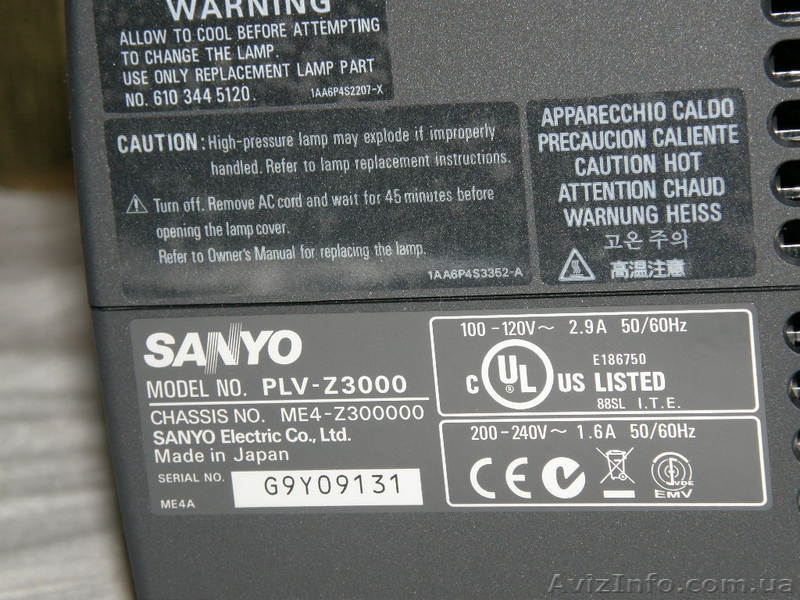 WARNING
ALLOW TO COOL BEFORE ATTEMPTING
TO CHANGE THE LAMP.
USE ONLY REPLACEMENT LAMP PART
NO. 610 344 5120.
1AA6P4S2207-X
CAUTION: High-pressure lamp may explode if improperly
handled. Refer to lamp replacement instructions.
Turn off. Remove AC cord and wait for 45 minutes before
opening the lamp cover.
Refer to Owner's Manual for replacing the lamp.
1AA6P4S3352-A
APPARECCHIO CALDO
PRECAUCION CALIENTE
CAUTION HOT
ATTENTION CHAUD
WARNUNG HEISS
고온 주의
高温注意
SANYO
MODEL NO. PLV-Z3000
CHASSIS NO. ME4-Z300000
SANYO Electric Co., Ltd.
Made in Japan
SERIAL NO. G9Y09131
ME4A
100-120V~ 2.9A 50/60Hz
E186750
C UL US LISTED
88SL I.T.E.
200-240V~ 1.6A 50/60Hz
CE
VDE
EMV
AvizInfo.com.ua